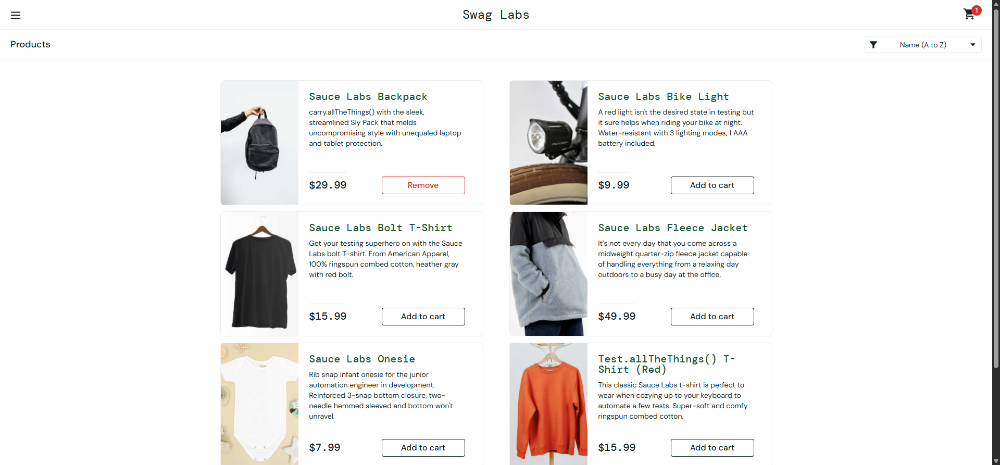 Swag Labs
1
Products
Name (A to Z)
Sauce Labs Backpack
carry.allTheThings() with the sleek,
streamlined Sly Pack that melds
uncompromising style with unequaled laptop
and tablet protection.
$29.99
Remove
Sauce Labs Bike Light
A red light isn't the desired state in testing but
it sure helps when riding your bike at night.
Water-resistant with 3 lighting modes, 1 AAA
battery included.
$9.99
Add to cart
Sauce Labs Bolt T-Shirt
Get your testing superhero on with the Sauce
Labs bolt T-shirt. From American Apparel,
100% ringspun combed cotton, heather gray
with red bolt.
$15.99
Add to cart
Sauce Labs Fleece Jacket
It's not every day that you come across a
midweight quarter-zip fleece jacket capable
of handling everything from a relaxing day
outdoors to a busy day at the office.
$49.99
Add to cart
Sauce Labs Onesie
Rib snap infant onesie for the junior
automation engineer in development.
Reinforced 3-snap bottom closure, two-
needle hemmed sleeved and bottom won't
unravel.
$7.99
Add to cart
Test.allTheThings() T-
Shirt (Red)
This classic Sauce Labs t-shirt is perfect to
wear when cozying up to your keyboard to
automate a few tests. Super-soft and comfy
ringspun combed cotton.
$15.99
Add to cart